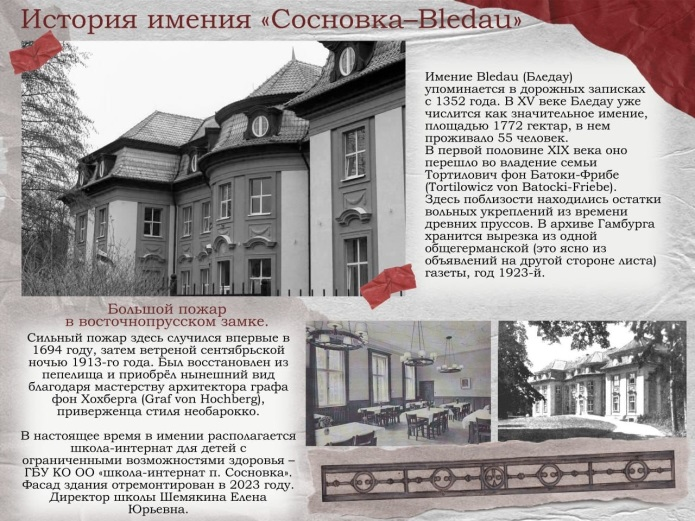 История имения «Сосновка–Bledau»
Имение Bledau (Бледау)
упоминается в дорожных записках
с 1352 года. В XV веке Бледау уже
числится как значительное имение,
площадью 1772 гектар, в нем
проживало 55 человек.
В первой половине XIX века оно
перешло во владение семьи
Тортилович фон Батоки-Фрибе
(Tortilowicz von Batocki-Friebe).
Здесь поблизости находились остатки
вольных укреплений из времени
древних пруссов. В архиве Гамбурга
хранится вырезка из одной
общегерманской (это ясно из
объявлений на другой стороне листа)
газеты, год 1923-й.
Большой пожар
в восточнопрусском замке.
Сильный пожар здесь случился впервые в
1694 году, затем ветреной сентябрьской
ночью 1913-го года. Был восстановлен из
пепелища и приобрёл нынешний вид
благодаря мастерству архитектора графа
фон Хохберга (Graf von Hochberg),
приверженца стиля необарокко.
В настоящее время в имении располагается
школа-интернат для детей с
ограниченными возможностями здоровья –
ГБУ КО ОО «школа-интернат п. Сосновка».
Фасад здания отремонтирован в 2023 году.
Директор школы Шемякина Елена
Юрьевна.